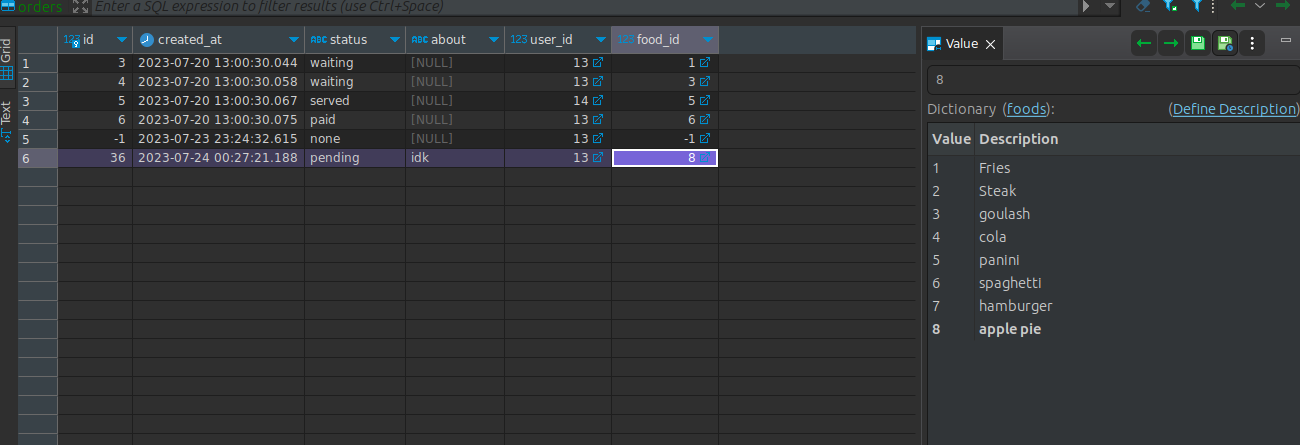 orders Enter a SQL expression to filter results (use Ctrl+Space)
Grid
Text
123 id ABC created_at ABC status ABC about 123 user_id 123 food_id
1 3 2023-07-20 13:00:30.044 waiting [NULL] 13 1
2 4 2023-07-20 13:00:30.058 waiting [NULL] 13 3
3 5 2023-07-20 13:00:30.067 served [NULL] 14 5
4 6 2023-07-20 13:00:30.075 paid [NULL] 13 6
5 -1 2023-07-23 23:24:32.615 none [NULL] 13 -1
6 36 2023-07-24 00:27:21.188 pending idk 13 8
Value
8
Dictionary (foods): (Define Description)
Value Description
1 Fries
2 Steak
3 goulash
4 cola
5 panini
6 spaghetti
7 hamburger
8 apple pie